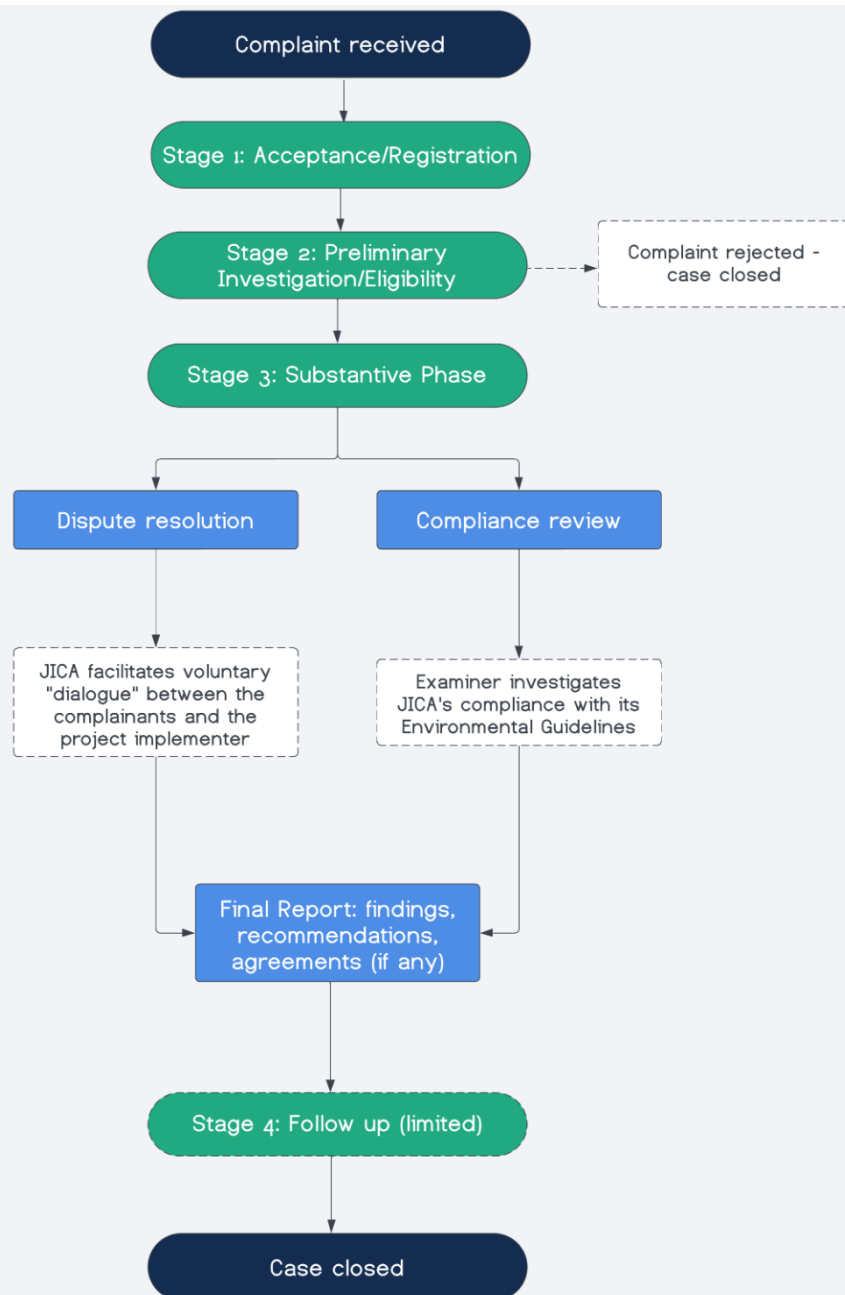 Complaint received
Stage 1: Acceptance/Registration
Stage 2: Preliminary
Investigation/Eligibility
Complaint rejected -
case closed
Stage 3: Substantive Phase
Dispute resolution
Compliance review
JICA facilitates voluntary
"dialogue" between the
complainants and the
project implementer
Examiner investigates
JICA's compliance with its
Environmental Guidelines
Final Report: findings,
recommendations,
agreements (if any)
Stage 4: Follow up (limited)
Case closed